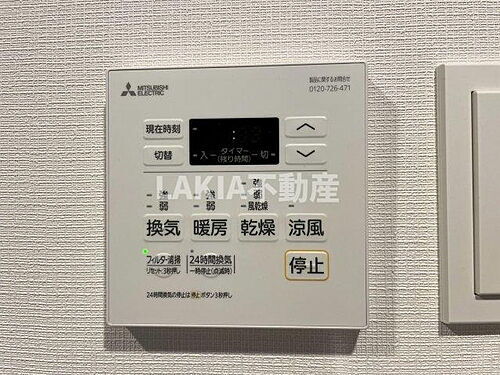 MITSUBISHI
ELECTRIC
製品に関するお問合せ
0120-726-471
現在時刻
切替
入 タイマー 切
(残り時間)
LAKIA不動産
強 強 強
弱 弱 弱
風乾燥
換気 暖房 乾燥 涼風
フィルター清掃 24時間換気
リセット:3秒押し 一時停止(点滅時)
停止
24時間換気の停止は 停止 ボタン3秒押し